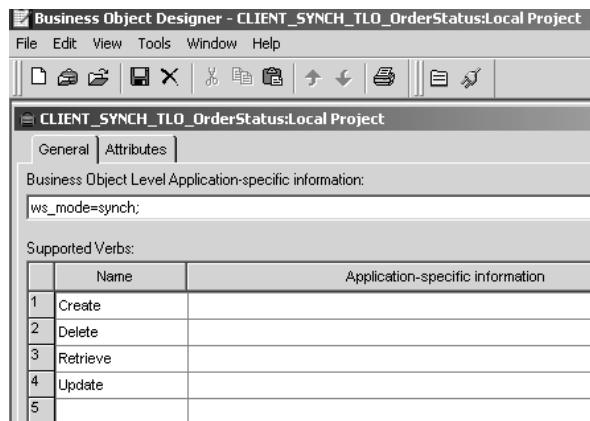 Business Object Designer - CLIENT_SYNCH_TLO_OrderStatus:Local Project
File Edit View Tools Window Help
CLIENT_SYNCH_TLO_OrderStatus:Local Project
General Attributes
Business Object Level Application-specific information:
ws_mode=synch;
Supported Verbs:
Name Application-specific information
1 Create
2 Delete
3 Retrieve
4 Update
5